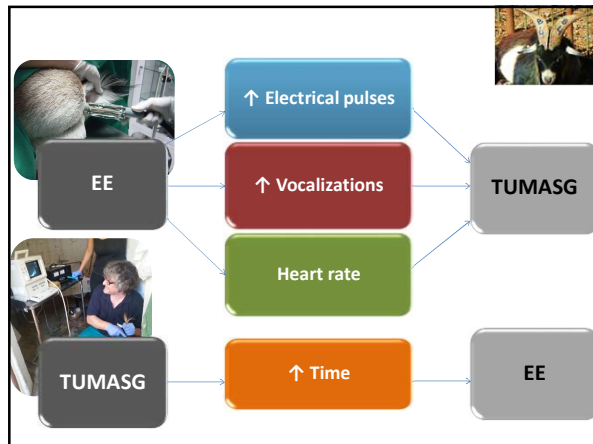 ↑ Electrical pulses
EE
↑ Vocalizations
TUMASG
Heart rate
TUMASG
↑ Time
EE